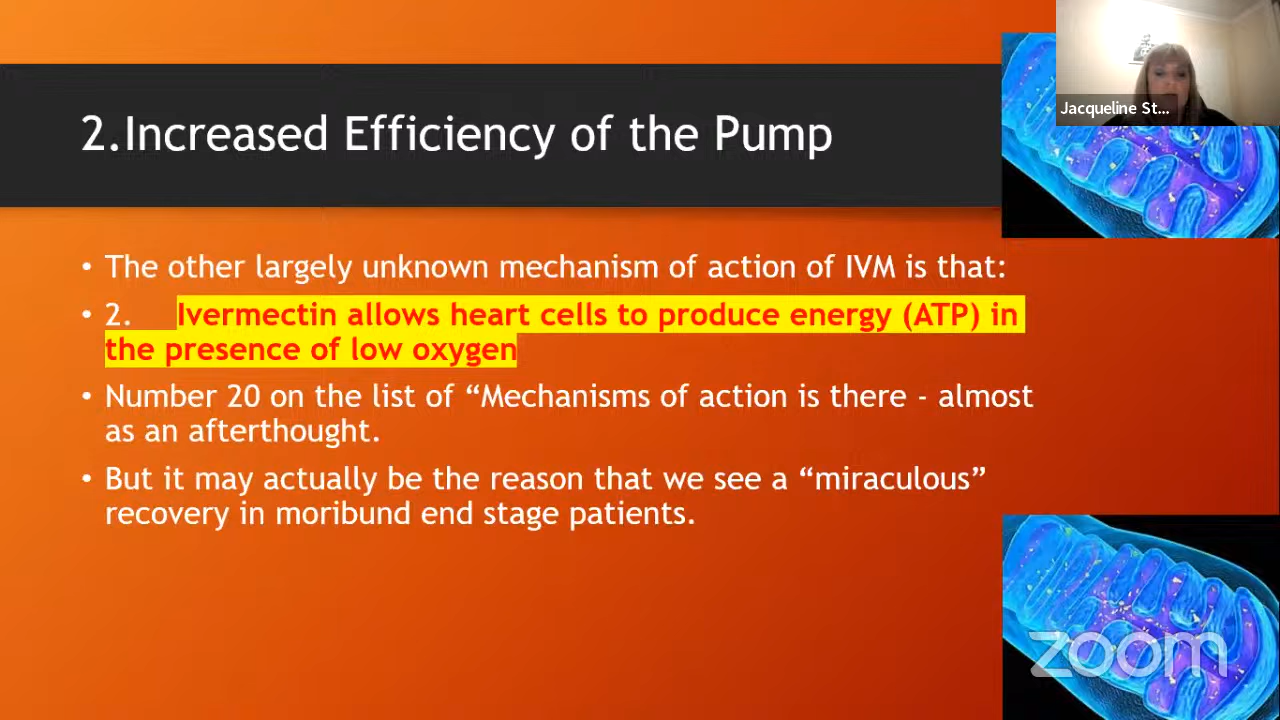 Jacqueline St...
2.Increased Efficiency of the Pump
• The other largely unknown mechanism of action of IVM is that:
• 2. Ivermectin allows heart cells to produce energy (ATP) in
the presence of low oxygen
• Number 20 on the list of “Mechanisms of action is there - almost
as an afterthought.
• But it may actually be the reason that we see a “miraculous”
recovery in moribund end stage patients.
zoom